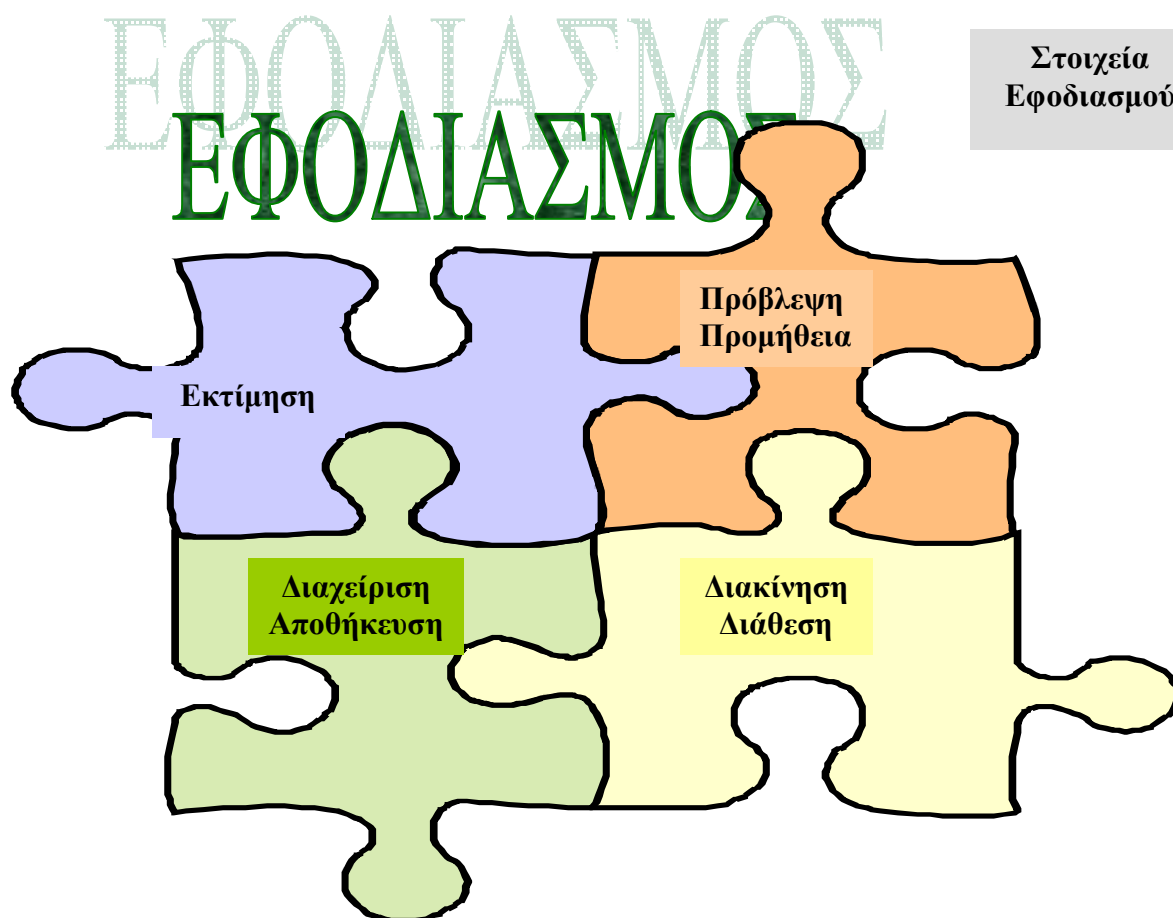 ΕΦΟΔΙΑΣΜΟΣ
ΕΦΟΔΙΑΣΜΟΣ
Στοιχεία
Εφοδιασμού
Πρόβλεψη
Προμήθεια
Εκτίμηση
Διαχείριση
Αποθήκευση
Διακίνηση
Διάθεση